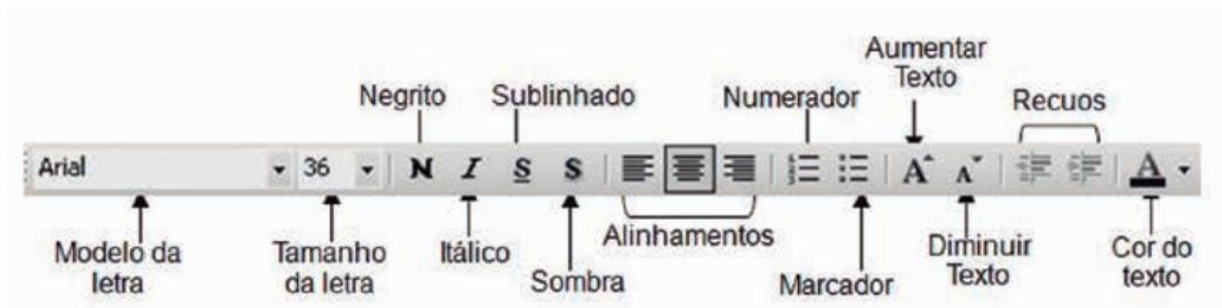 Aumentar
Texto
Negrito
Sublinhado
Numerador
Recuos
Arial
36
N I S S
A A
A
Modelo da
letra
Tamanho
da letra
Itálico
Sombra
Alinhamentos
Marcador
Diminuir
Texto
Cor do
texto